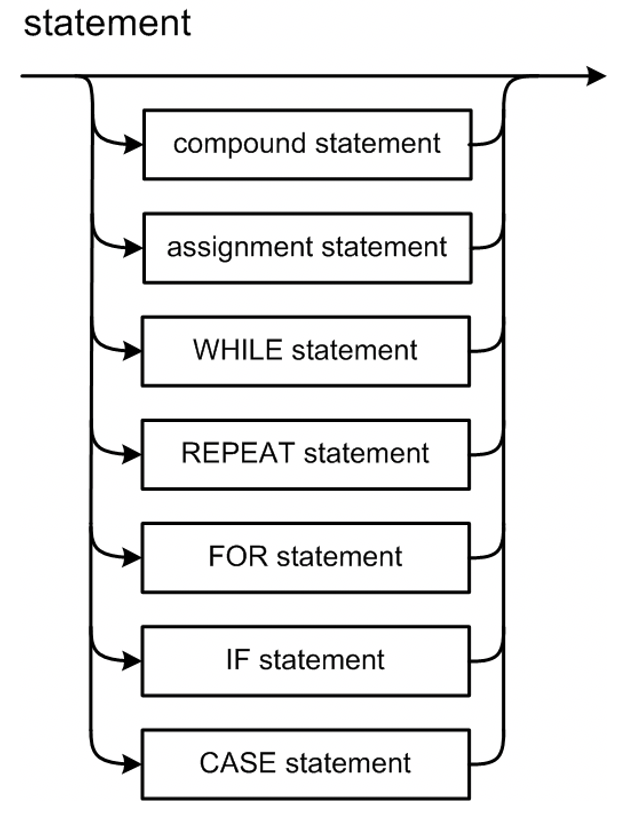 statement
compound statement
assignment statement
WHILE statement
REPEAT statement
FOR statement
IF statement
CASE statement